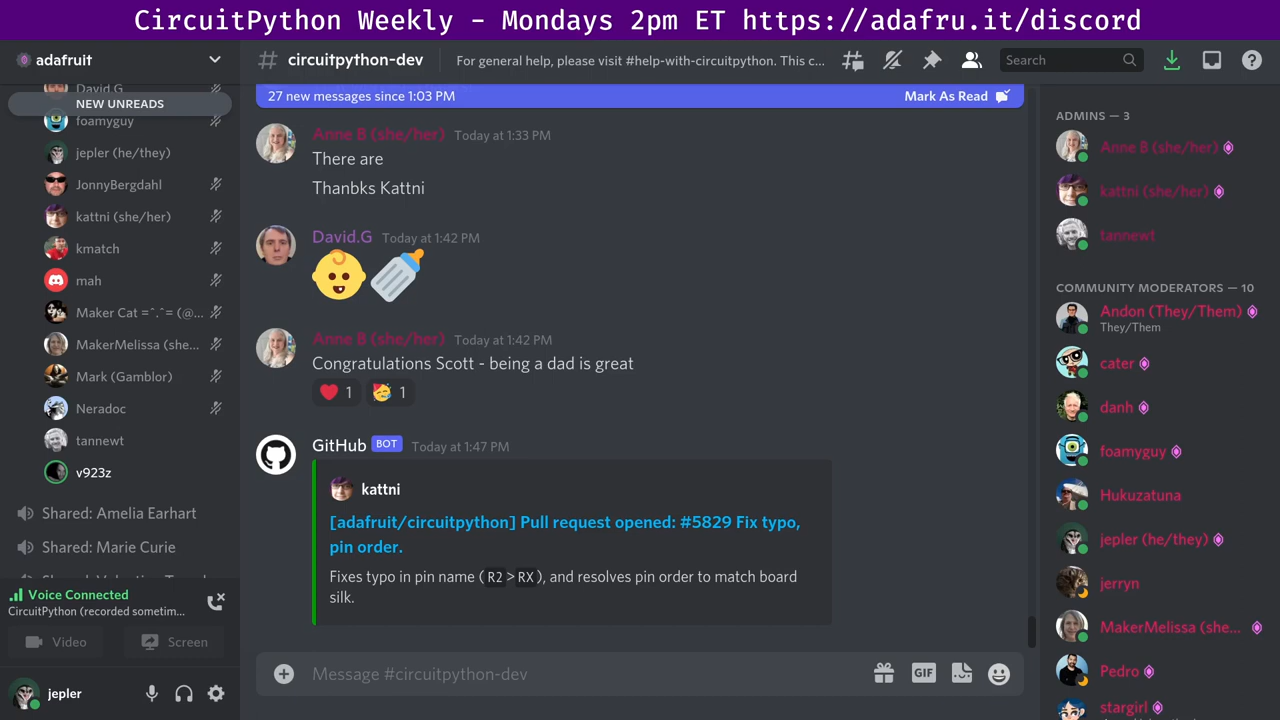 CircuitPython Weekly - Mondays 2pm ET https://adafru.it/discord
adafruit
David.G
NEW UNREADS
foamyguy
jepler (he/they)
JonnyBergdahl
kattni (she/her)
kmatch
mah
Maker Cat =^.^= (@...
MakerMelissa (she...
Mark (Gamblor)
Neradoc
tannewt
v923z
Shared: Amelia Earhart
Shared: Marie Curie
Voice Connected
CircuitPython (recorded sometim...
Video
Screen
jepler
# circuitpython-dev
For general help, please visit #help-with-circuitpython. This c...
Search
27 new messages since 1:03 PM
Mark As Read
Anne B (she/her) Today at 1:33 PM
There are
Thanbks Kattni
David.G Today at 1:42 PM
Anne B (she/her) Today at 1:42 PM
Congratulations Scott - being a dad is great
1 1
GitHub BOT Today at 1:47 PM
kattni
[adafruit/circuitpython] Pull request opened: #5829 Fix typo,
pin order.
Fixes typo in pin name (R2>RX), and resolves pin order to match board
silk.
Message #circuitpython-dev
GIF
ADMINS — 3
Anne B (she/her)
kattni (she/her)
tannewt
COMMUNITY MODERATORS — 10
Andon (They/Them)
They/Them
cater
danh
foamyguy
Hukuzatuna
jepler (he/they)
jerryn
MakerMelissa (she...
Pedro
stargirl